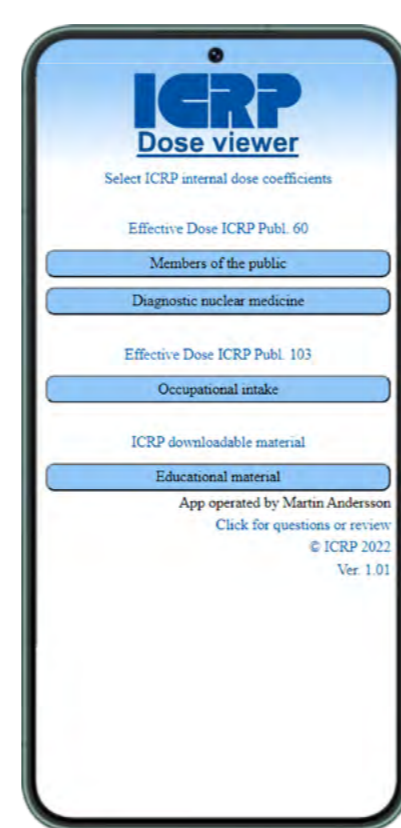 ICRP
Dose viewer
Select ICRP internal dose coefficients
Effective Dose ICRP Publ. 60
Members of the public
Diagnostic nuclear medicine
Effective Dose ICRP Publ. 103
Occupational intake
ICRP downloadable material
Educational material
App operated by Martin Andersson
Click for questions or review
© ICRP 2022
Ver. 1.01